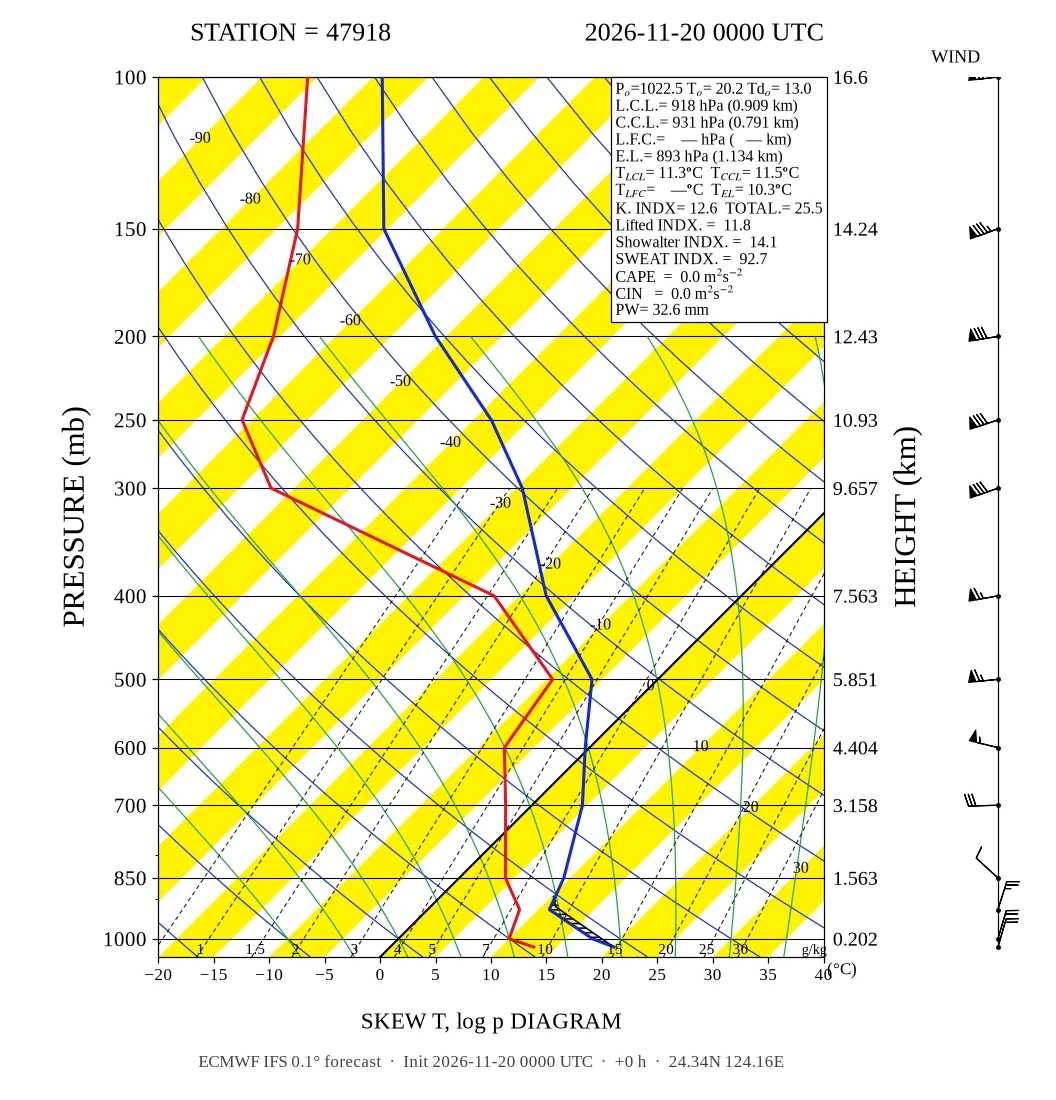 STATION = 47918
2026-11-20 0000 UTC
WIND
100
16.6
Pₒ=1022.5 Tₒ= 20.2 Tdₒ= 13.0
L.C.L.= 918 hPa (0.909 km)
C.C.L.= 931 hPa (0.791 km)
L.F.C.= — hPa ( — km)
E.L.= 893 hPa (1.134 km)
T_LCL= 11.3°C T_CCL= 11.5°C
T_LFC= —°C T_EL= 10.3°C
K. INDX= 12.6 TOTAL.= 25.5
Lifted INDX. = 11.8
Showalter INDX. = 14.1
SWEAT INDX. = 92.7
CAPE = 0.0 m²s⁻²
CIN = 0.0 m²s⁻²
PW= 32.6 mm
-90
-80
150
14.24
-70
-60
200
12.43
-50
250
10.93
-40
PRESSURE (mb)
HEIGHT (km)
300
9.657
-30
-20
400
7.563
-10
500
5.851
0
600
4.404
10
700
3.158
20
30
850
1.563
1000
0.202
1 1.5 2 3 4 5 7 10 15 20 25 30 g/kg
−20 −15 −10 −5 0 5 10 15 20 25 30 35 40 (°C)
SKEW T, log p DIAGRAM
ECMWF IFS 0.1° forecast · Init 2026-11-20 0000 UTC · +0 h · 24.34N 124.16E